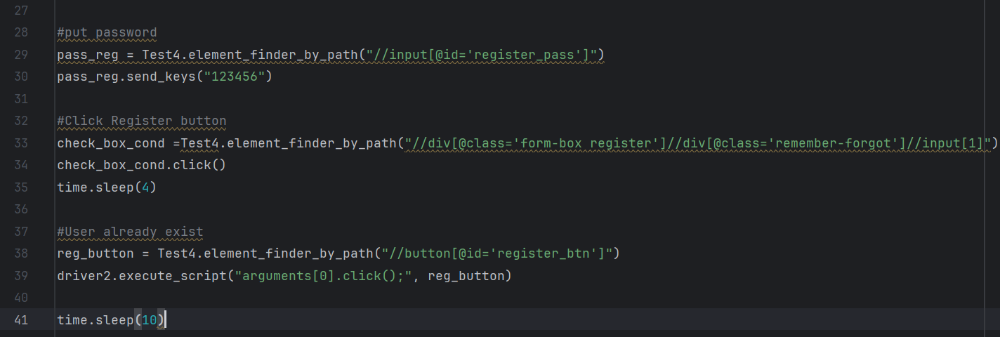 27
28 #put password
29 pass_reg = Test4.element_finder_by_path("//input[@id='register_pass']")
30 pass_reg.send_keys("123456")
31
32 #Click Register button
33 check_box_cond =Test4.element_finder_by_path("//div[@class='form-box register']//div[@class='remember-forgot']//input[1]")
34 check_box_cond.click()
35 time.sleep(4)
36
37 #User already exist
38 reg_button = Test4.element_finder_by_path("//button[@id='register_btn']")
39 driver2.execute_script("arguments[0].click();", reg_button)
40
41 time.sleep(10)